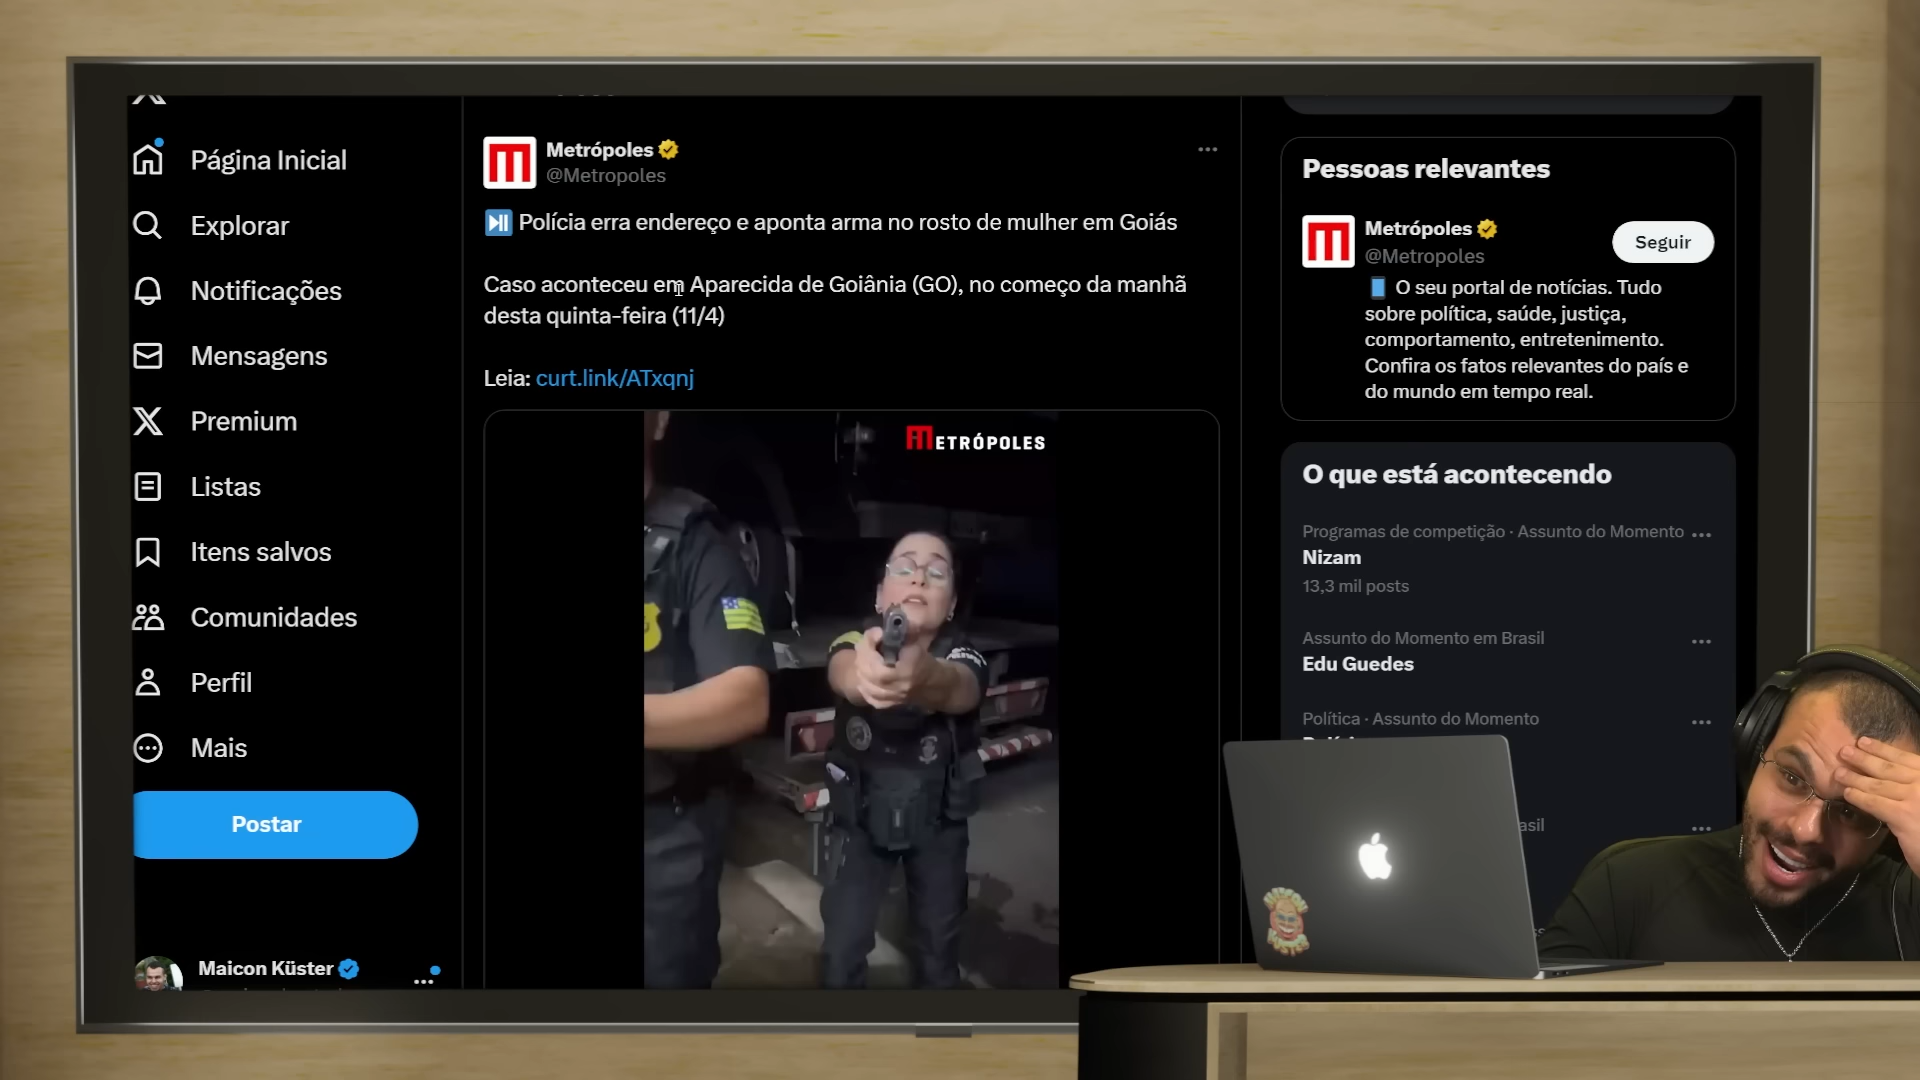 Página Inicial
Explorar
Notificações
Mensagens
Premium
Listas
Itens salvos
Comunidades
Perfil
Mais
Postar
Maicon Küster
Metrópoles
@Metropoles
Polícia erra endereço e aponta arma no rosto de mulher em Goiás
Caso aconteceu em Aparecida de Goiânia (GO), no começo da manhã
desta quinta-feira (11/4)
Leia: curt.link/ATxqnj
METRÓPOLES
Pessoas relevantes
Metrópoles
@Metropoles
Seguir
O seu portal de notícias. Tudo
sobre política, saúde, justiça,
comportamento, entretenimento.
Confira os fatos relevantes do país e
do mundo em tempo real.
O que está acontecendo
Programas de competição · Assunto do Momento
Nizam
13,3 mil posts
Assunto do Momento em Brasil
Edu Guedes
Política · Assunto do Momento